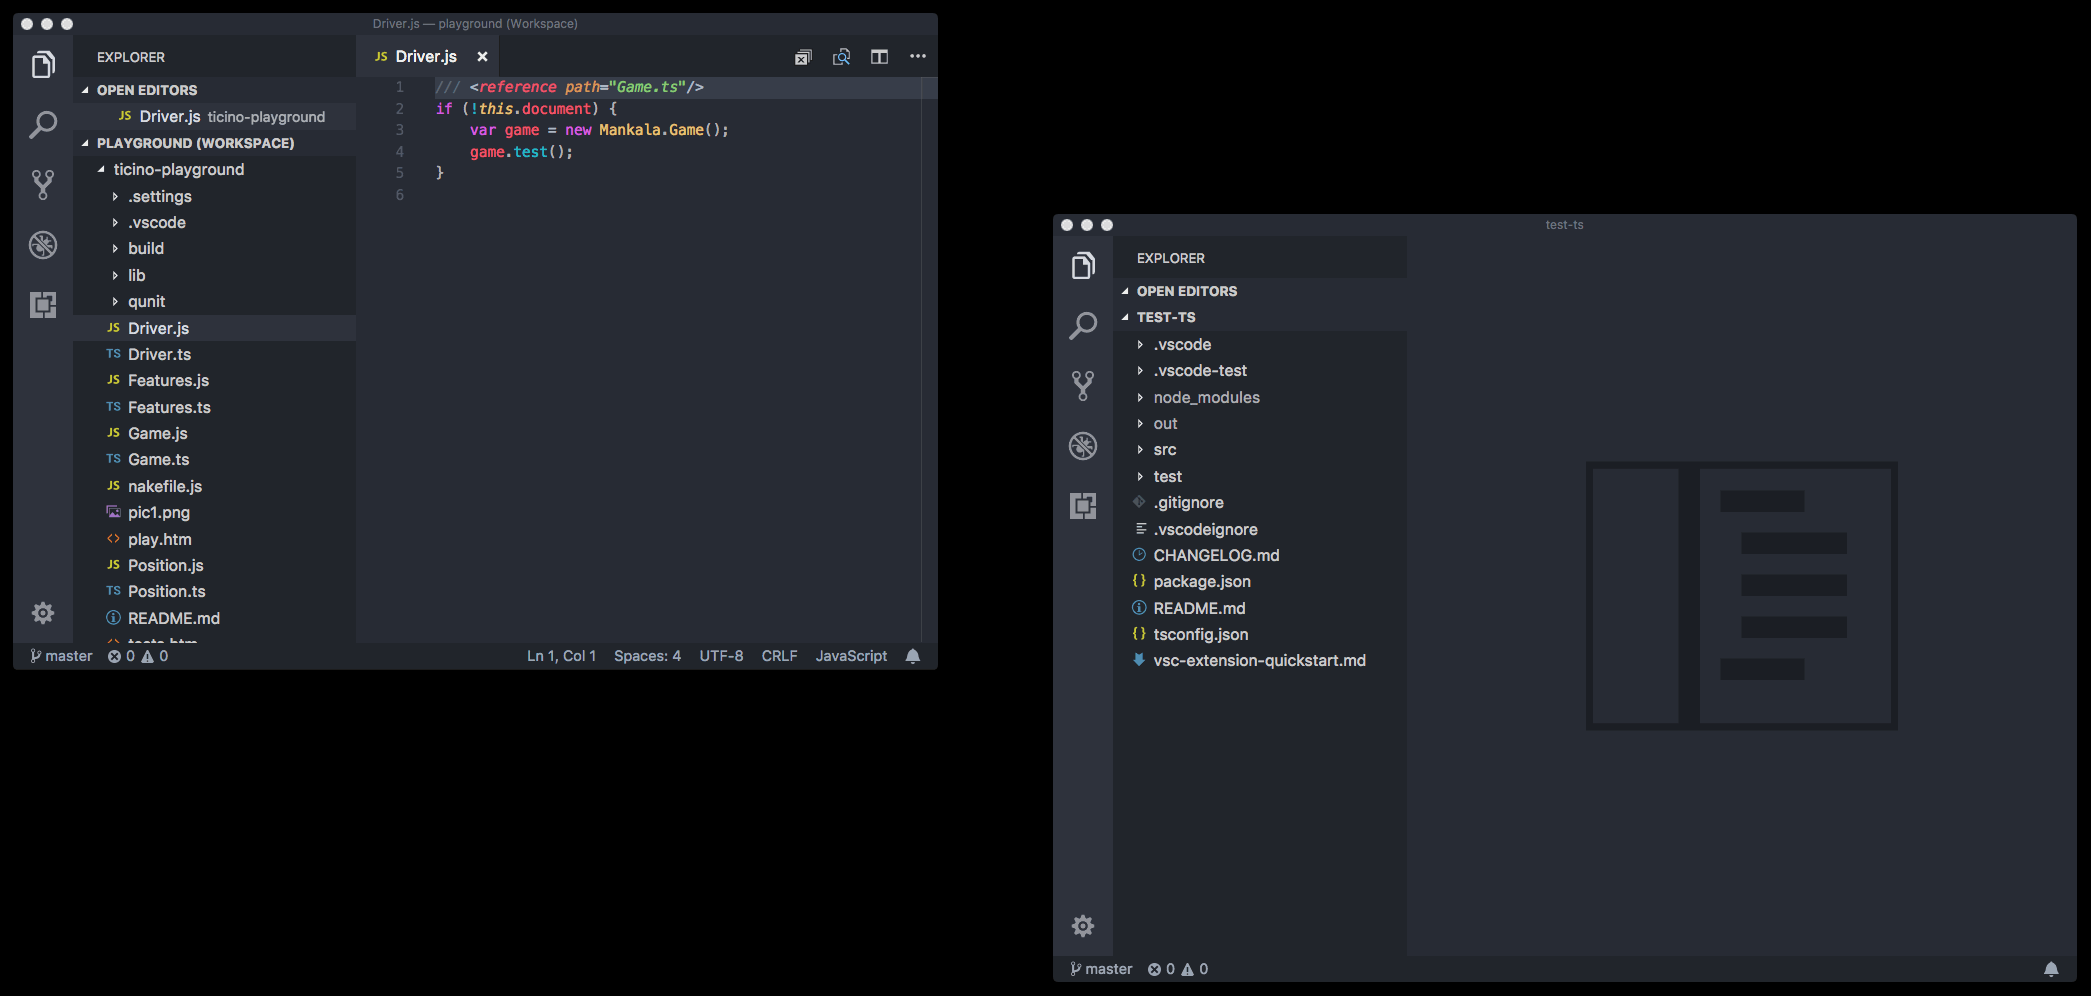 Driver.js — playground (Workspace)
EXPLORER
OPEN EDITORS
JS Driver.js ticino-playground
PLAYGROUND (WORKSPACE)
ticino-playground
.settings
.vscode
build
lib
qunit
JS Driver.js
TS Driver.ts
JS Features.js
TS Features.ts
JS Game.js
TS Game.ts
JS nakefile.js
pic1.png
<> play.htm
JS Position.js
TS Position.ts
README.md
<> tests.htm
JS Driver.js
1 /// <reference path="Game.ts"/>
2 if (!this.document) {
3 var game = new Mankala.Game();
4 game.test();
5 }
6
master 0 0 Ln 1, Col 1 Spaces: 4 UTF-8 CRLF JavaScript
test-ts
EXPLORER
OPEN EDITORS
TEST-TS
.vscode
.vscode-test
node_modules
out
src
test
.gitignore
.vscodeignore
CHANGELOG.md
{} package.json
README.md
{} tsconfig.json
vsc-extension-quickstart.md
master 0 0